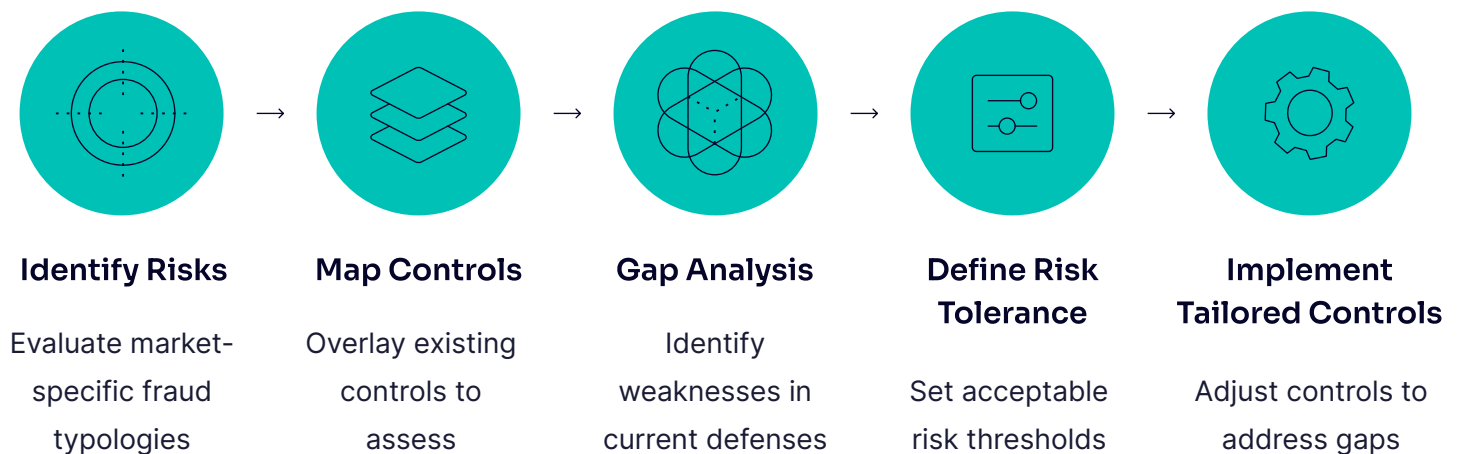 Identify Risks
Evaluate market-
specific fraud
typologies
Map Controls
Overlay existing
controls to
assess
Gap Analysis
Identify
weaknesses in
current defenses
Define Risk
Tolerance
Set acceptable
risk thresholds
Implement
Tailored Controls
Adjust controls to
address gaps